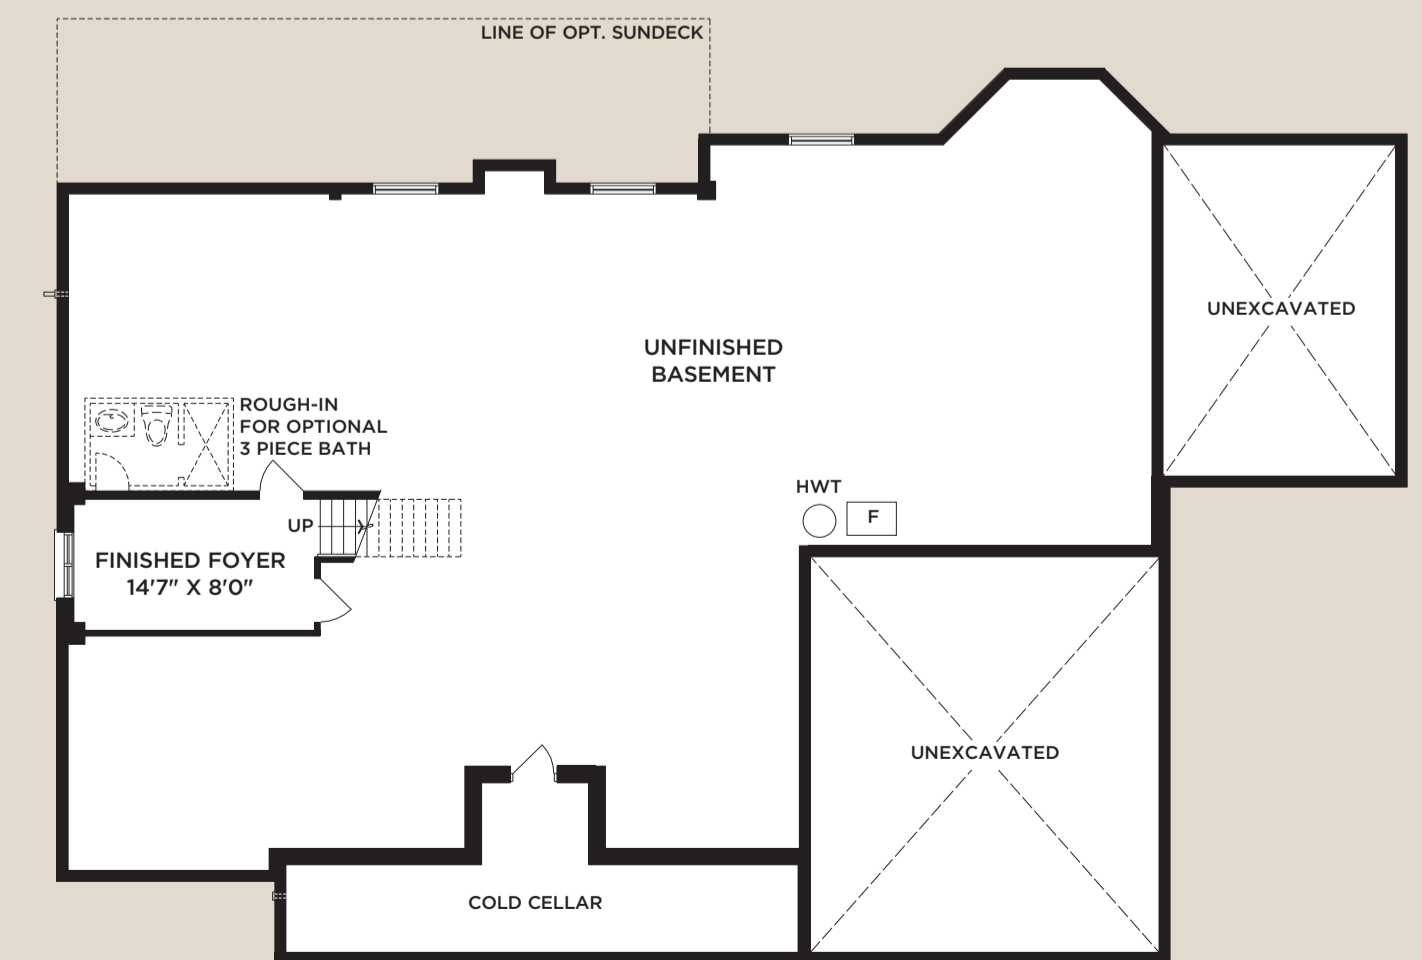 LINE OF OPT. SUNDECK
UNEXCAVATED
UNFINISHED
BASEMENT
ROUGH-IN
FOR OPTIONAL
3 PIECE BATH
HWT
F
UP
FINISHED FOYER
14'7" X 8'0"
UNEXCAVATED
COLD CELLAR